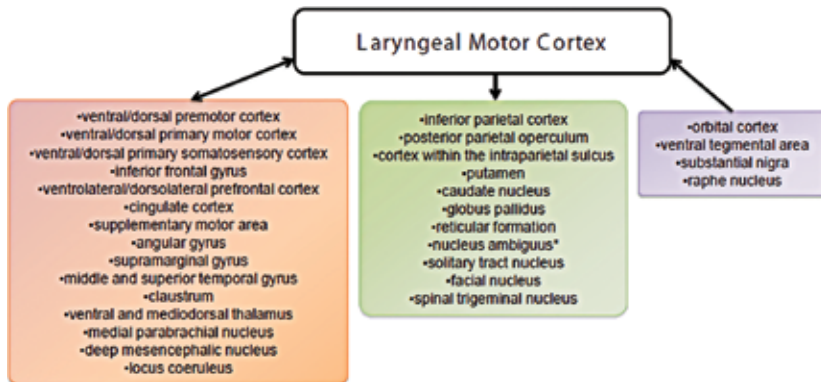 Laryngeal Motor Cortex
•ventral/dorsal premotor cortex
•ventral/dorsal primary motor cortex
•ventral/dorsal primary somatosensory cortex
•inferior frontal gyrus
•ventrolateral/dorsolateral prefrontal cortex
•cingulate cortex
•supplementary motor area
•angular gyrus
•supramarginal gyrus
•middle and superior temporal gyrus
•claustrum
•ventral and mediodorsal thalamus
•medial parabrachial nucleus
•deep mesencephalic nucleus
•locus coeruleus
•inferior parietal cortex
•posterior parietal operculum
•cortex within the intraparietal sulcus
•putamen
•caudate nucleus
•globus pallidus
•reticular formation
•nucleus ambiguus*
•solitary tract nucleus
•facial nucleus
•spinal trigeminal nucleus
•orbital cortex
•ventral tegmental area
•substantial nigra
•raphe nucleus